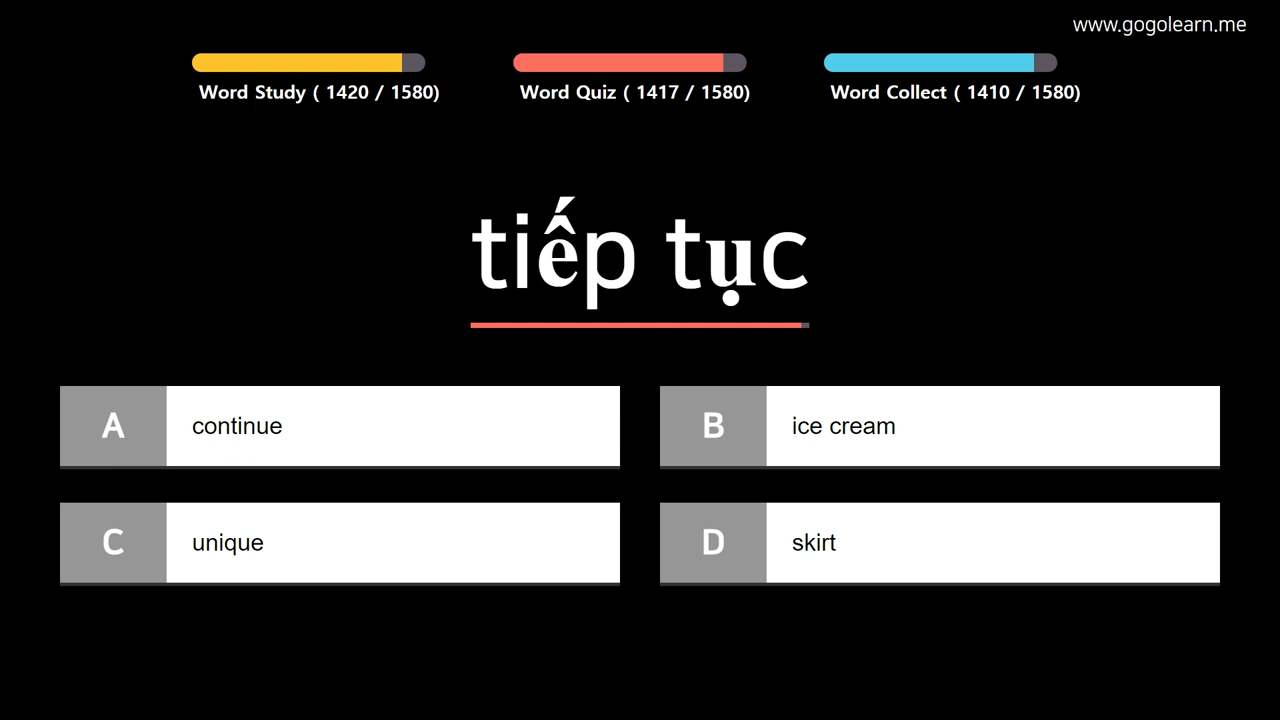 www.gogolearn.me
Word Study ( 1420 / 1580)
Word Quiz ( 1417 / 1580)
Word Collect ( 1410 / 1580)
tiếp tục
A continue
B ice cream
C unique
D skirt